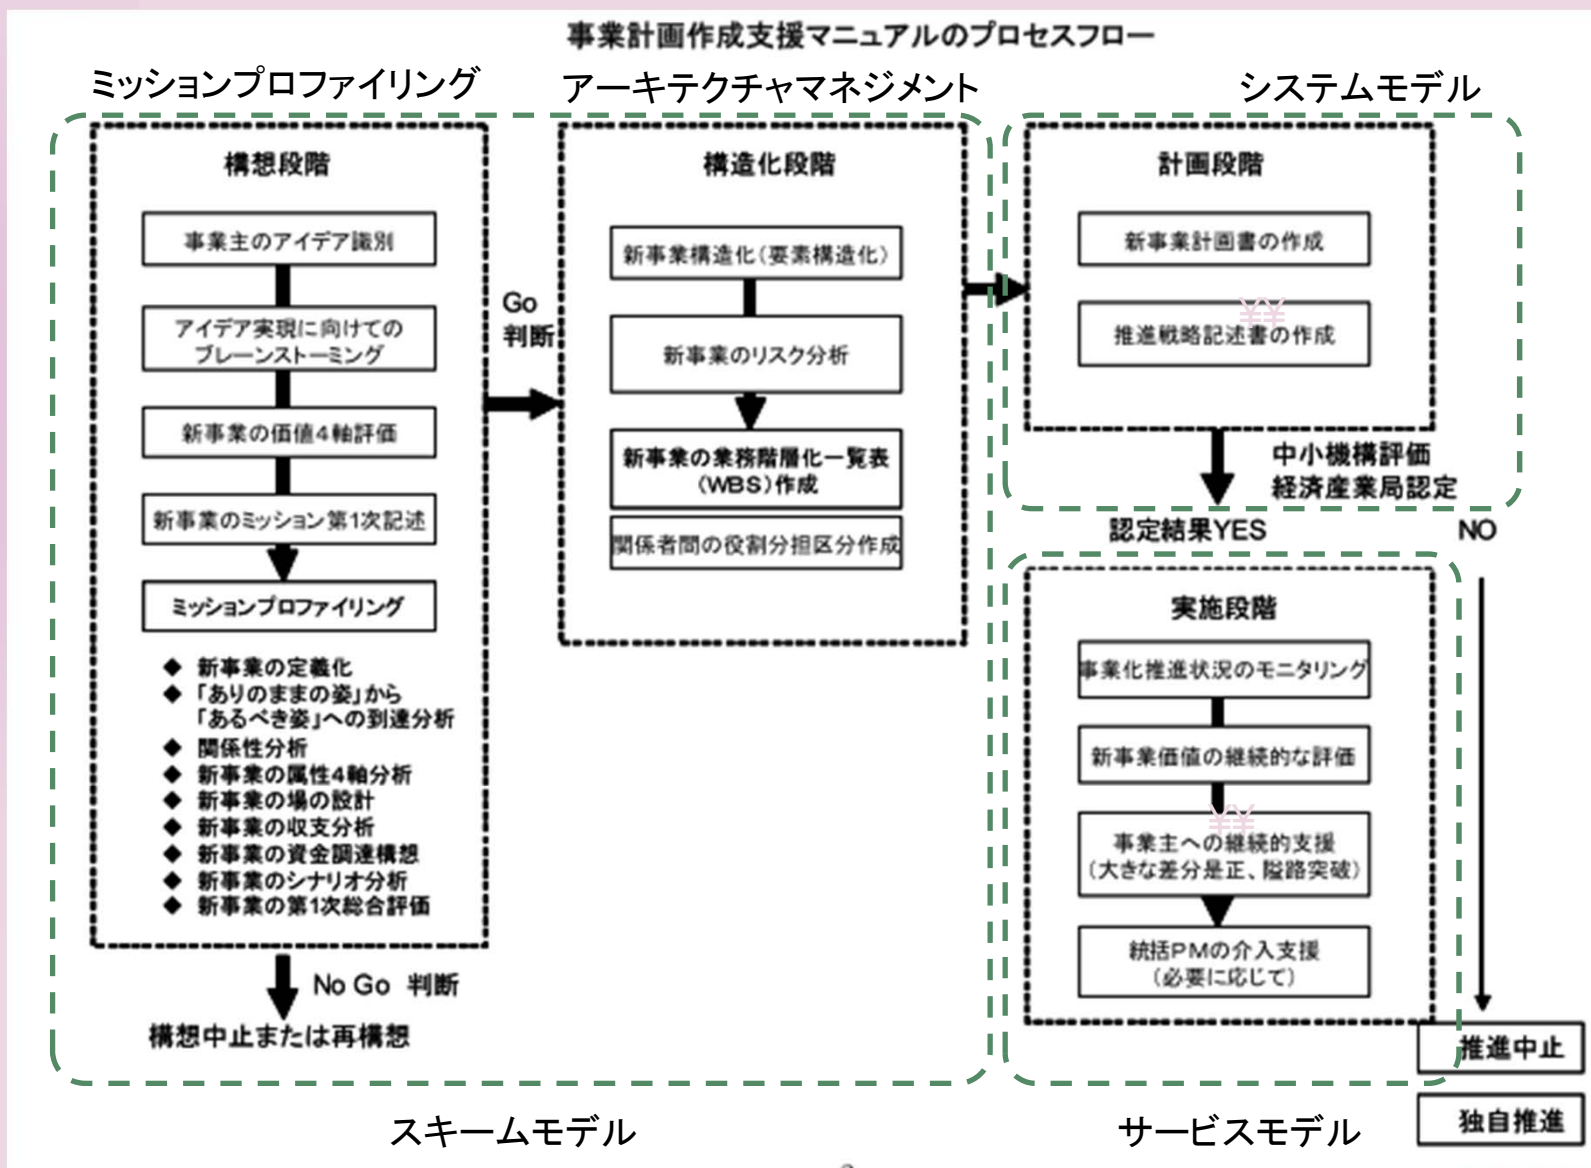 事業計画作成支援マニュアルのプロセスフロー
ミッションプロファイリング
アーキテクチャマネジメント
システムモデル
構想段階
事業主のアイデア識別
アイデア実現に向けての
ブレーンストーミング
新事業の価値4軸評価
新事業のミッション第1次記述
ミッションプロファイリング
◆ 新事業の定義化
◆ 「ありのままの姿」から
「あるべき姿」への到達分析
◆ 関係性分析
◆ 新事業の属性4軸分析
◆ 新事業の場の設計
◆ 新事業の収支分析
◆ 新事業の資金調達構想
◆ 新事業のシナリオ分析
◆ 新事業の第1次総合評価
No Go 判断
構想中止または再構想
Go
判断
構造化段階
新事業構造化(要素構造化)
新事業のリスク分析
新事業の業務階層化一覧表
(WBS)作成
関係者間の役割分担区分作成
計画段階
新事業計画書の作成
¥¥
推進戦略記述書の作成
中小機構評価
経済産業局認定
認定結果YES
NO
実施段階
事業化推進状況のモニタリング
新事業価値の継続的な評価
¥¥
事業主への継続的支援
(大きな差分是正、隘路突破)
統括PMの介入支援
(必要に応じて)
推進中止
独自推進
スキームモデル
サービスモデル